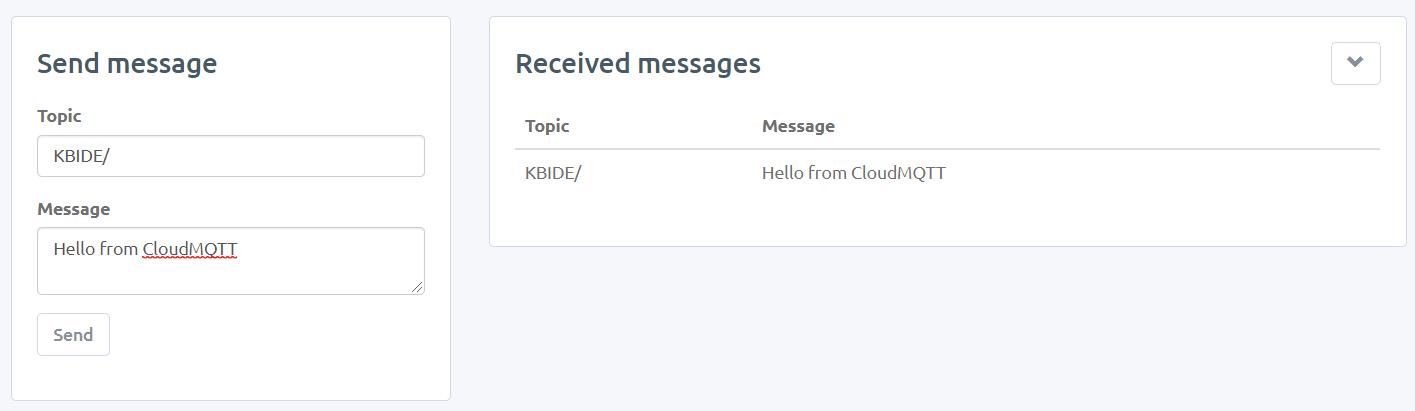 Send message
Topic
KBIDE/
Message
Hello from CloudMQTT
Send
Received messages
Topic Message
KBIDE/ Hello from CloudMQTT